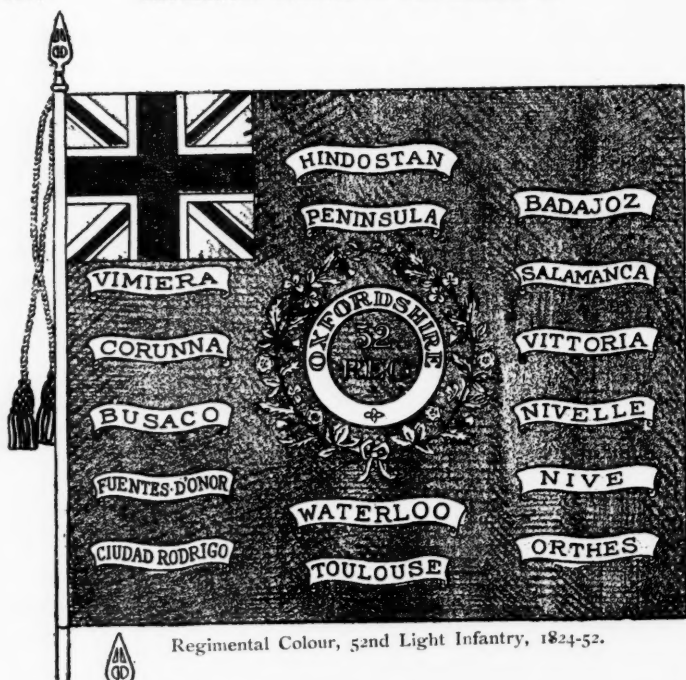 HINDOSTAN
PENINSULA
VIMIERA
CORUNNA
BUSACO
FUENTES·D'ONOR
CIUDAD RODRIGO
OXFORDSHIRE
52
REGT
WATERLOO
TOULOUSE
BADAJOZ
SALAMANCA
VITTORIA
NIVELLE
NIVE
ORTHES
Regimental Colour, 52nd Light Infantry, 1824-52.